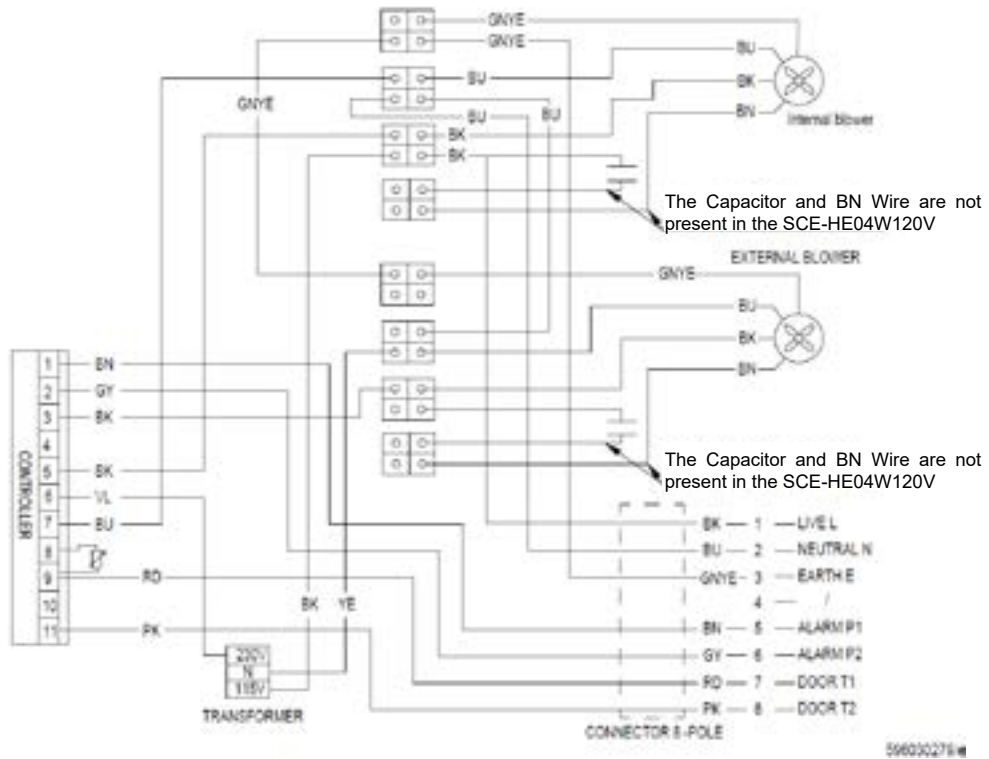 GNYE
GNYE
BU
BU
GNYE
BU
BU
BK
BK
BK
BN
Internal blower
The Capacitor and BN Wire are not
present in the SCE-HE04W120V
EXTERNAL BLOWER
GNYE
BU
BK
BN
CONTROLLER
1 BN
2 GY
3 BK
4
5 BK
6 VL
7 BU
8
9 RD
10
11 PK
BK YE
230V
N
115V
TRANSFORMER
The Capacitor and BN Wire are not
present in the SCE-HE04W120V
BK 1 LIVE L
BU 2 NEUTRAL N
GNYE 3 EARTH E
4 /
BN 5 ALARM P1
GY 6 ALARM P2
RD 7 DOOR T1
PK 8 DOOR T2
CONNECTOR 8-POLE